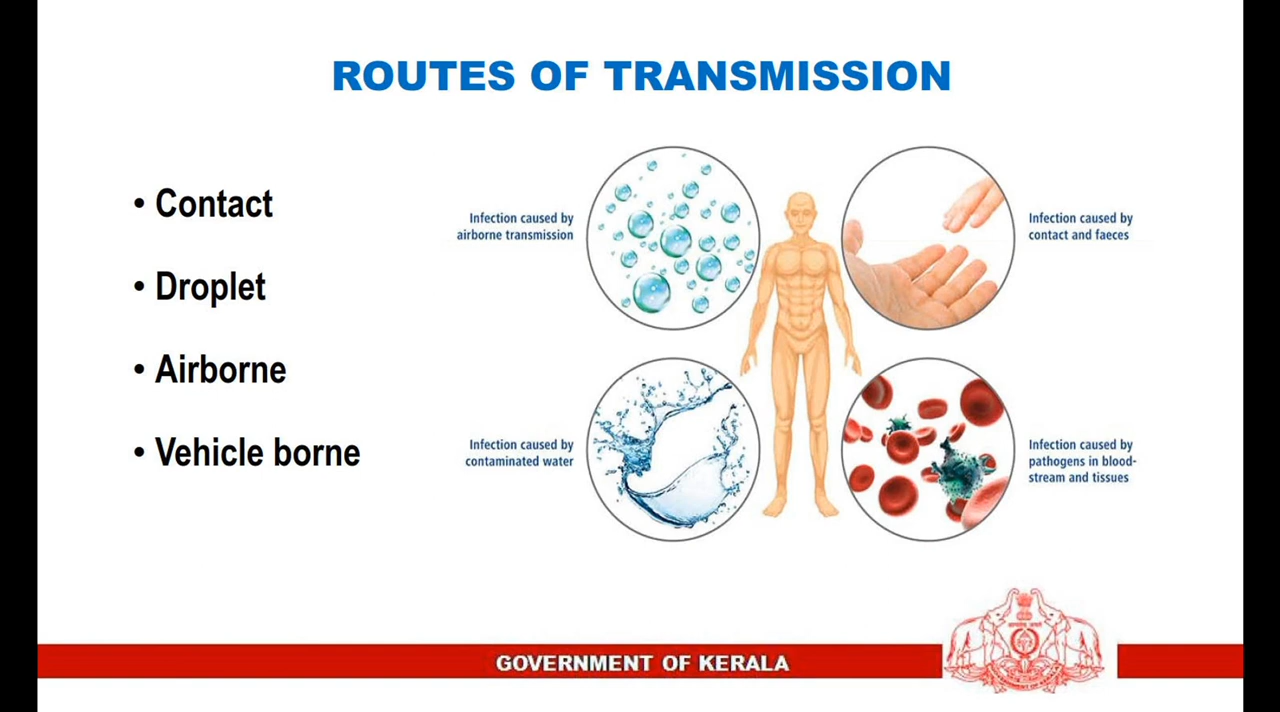 ROUTES OF TRANSMISSION
• Contact
• Droplet
• Airborne
• Vehicle borne
Infection caused by
airborne transmission
Infection caused by
contact and faeces
Infection caused by
contaminated water
Infection caused by
pathogens in blood-
stream and tissues
GOVERNMENT OF KERALA